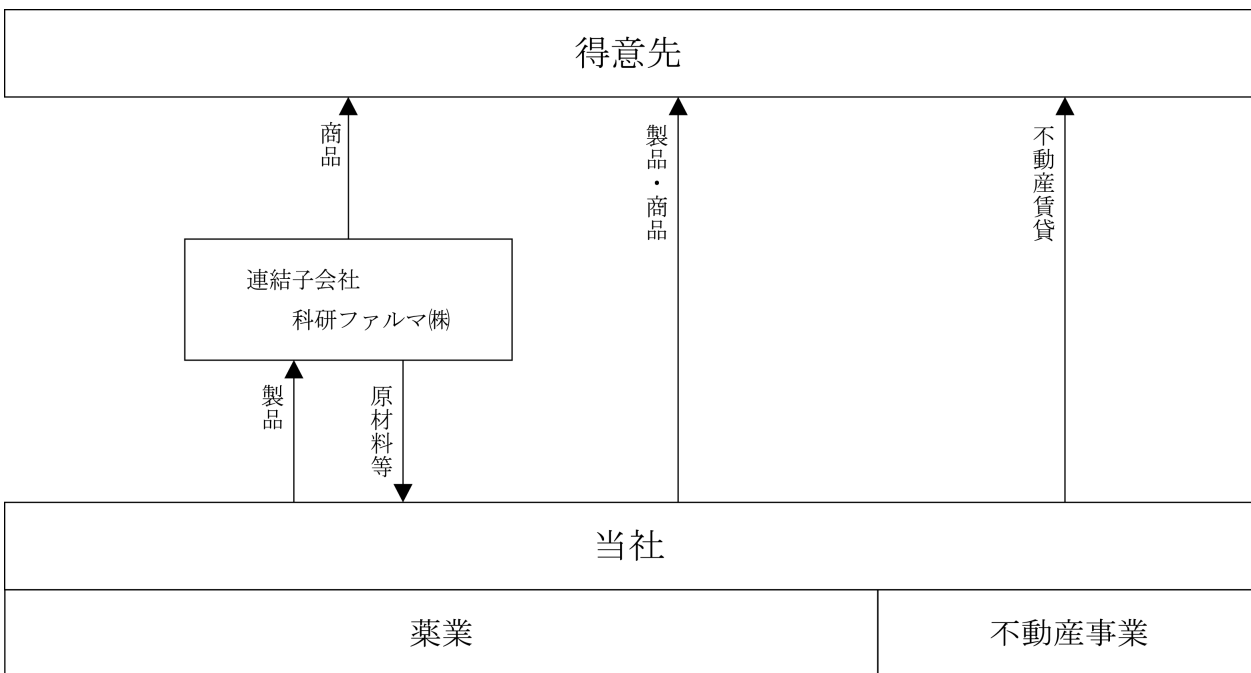 得意先
商品
製品・商品
不動産賃貸
連結子会社
科研ファルマ㈱
製品
原材料等
当社
薬業
不動産事業